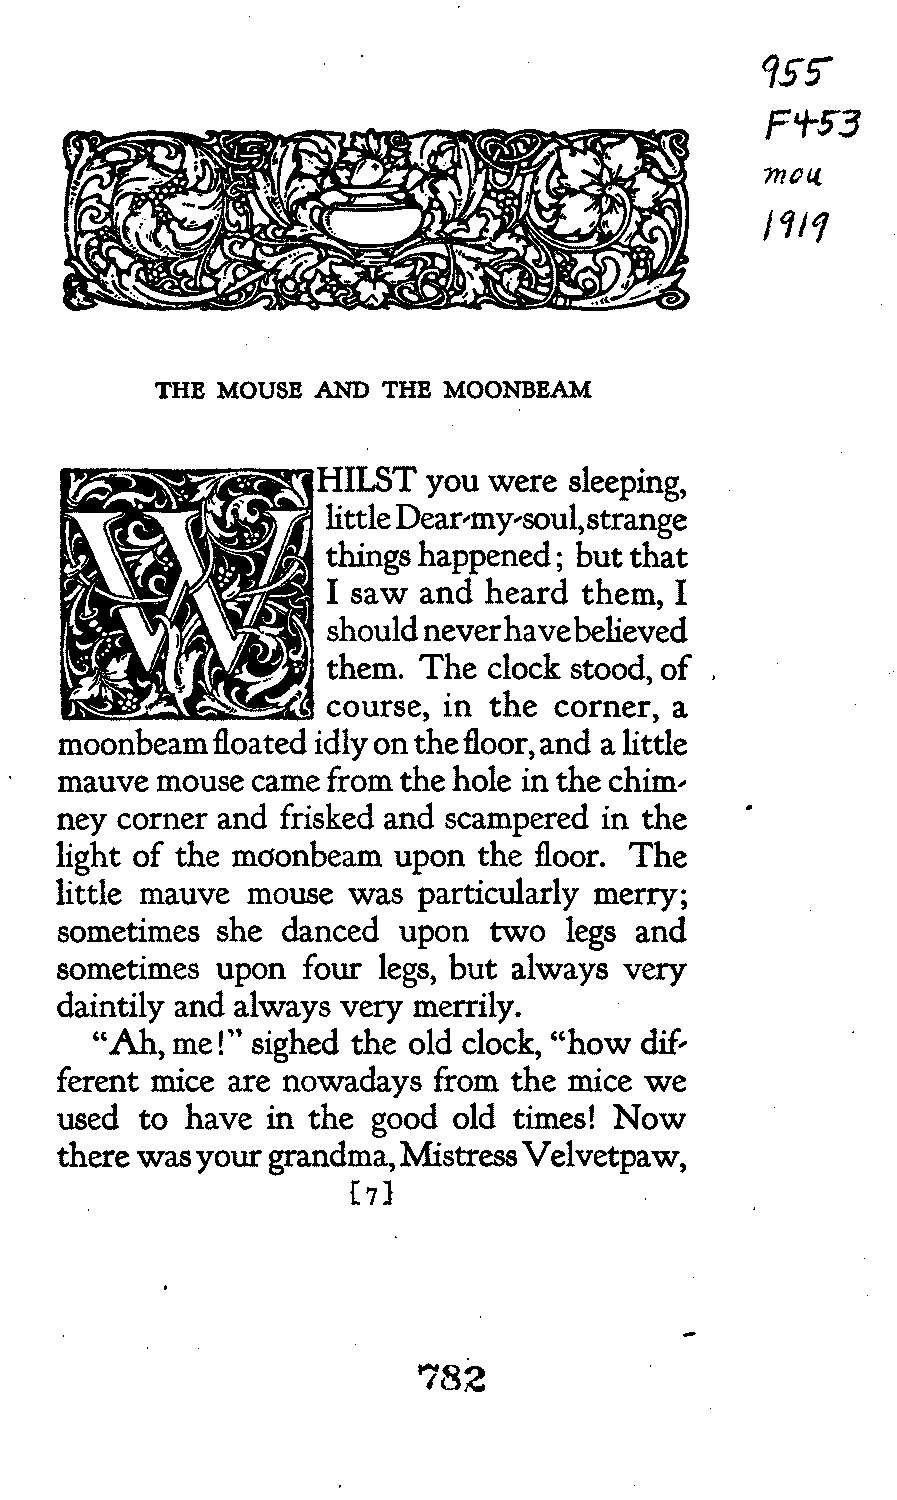 955
F453
mou
1919
THE MOUSE AND THE MOONBEAM
WHILST you were sleeping,
little Dear-my-soul, strange
things happened; but that
I saw and heard them, I
should never have believed
them. The clock stood, of
course, in the corner, a
moonbeam floated idly on the floor, and a little
mauve mouse came from the hole in the chim-
ney corner and frisked and scampered in the
light of the moonbeam upon the floor. The
little mauve mouse was particularly merry;
sometimes she danced upon two legs and
sometimes upon four legs, but always very
daintily and always very merrily.
"Ah, me!" sighed the old clock, "how dif-
ferent mice are nowadays from the mice we
used to have in the good old times! Now
there was your grandma, Mistress Velvetpaw,
[7]
782